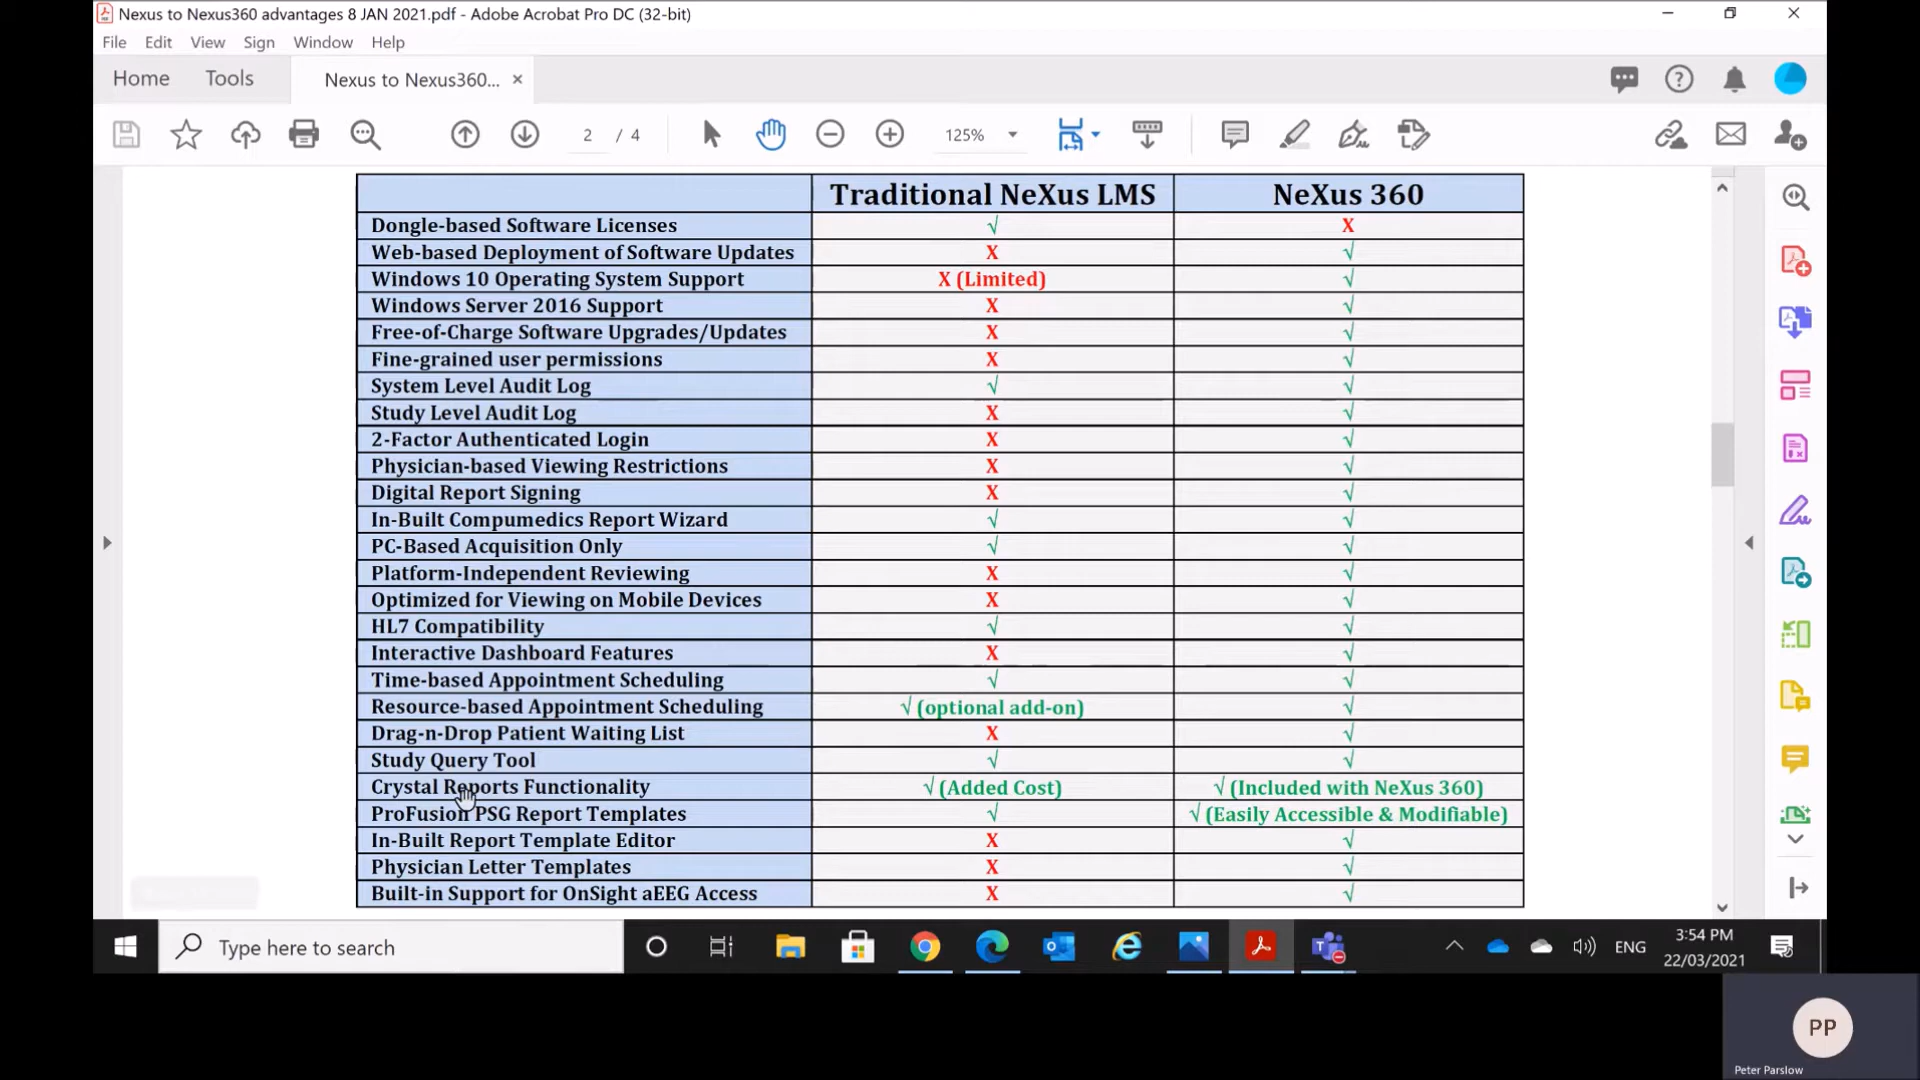 Nexus to Nexus360 advantages 8 JAN 2021.pdf - Adobe Acrobat Pro DC (32-bit)
File Edit View Sign Window Help
Home Tools Nexus to Nexus360... ×
2 / 4 125%
Traditional NeXus LMS NeXus 360
Dongle-based Software Licenses √ X
Web-based Deployment of Software Updates X √
Windows 10 Operating System Support X (Limited) √
Windows Server 2016 Support X √
Free-of-Charge Software Upgrades/Updates X √
Fine-grained user permissions X √
System Level Audit Log √ √
Study Level Audit Log X √
2-Factor Authenticated Login X √
Physician-based Viewing Restrictions X √
Digital Report Signing X √
In-Built Compumedics Report Wizard √ √
PC-Based Acquisition Only √ √
Platform-Independent Reviewing X √
Optimized for Viewing on Mobile Devices X √
HL7 Compatibility √ √
Interactive Dashboard Features X √
Time-based Appointment Scheduling √ √
Resource-based Appointment Scheduling √ (optional add-on) √
Drag-n-Drop Patient Waiting List X √
Study Query Tool √ √
Crystal Reports Functionality √ (Added Cost) √ (Included with NeXus 360)
ProFusion PSG Report Templates √ √ (Easily Accessible & Modifiable)
In-Built Report Template Editor X √
Physician Letter Templates X √
Built-in Support for OnSight aEEG Access X √
Type here to search
ENG
3:54 PM
22/03/2021
PP
Peter Parslow